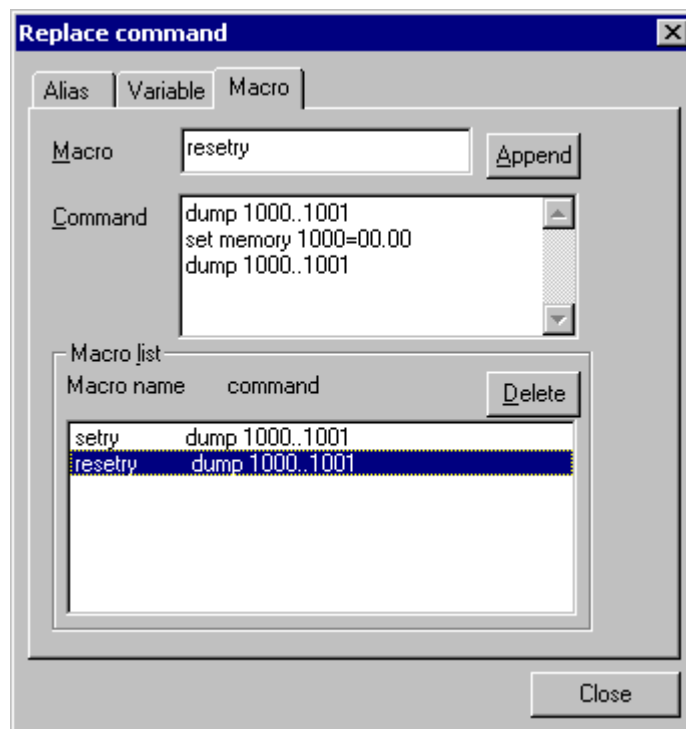 Replace command
Alias Variable Macro
Macro resetry Append
Command dump 1000..1001
set memory 1000=00.00
dump 1000..1001
Macro list
Macro name command Delete
setry dump 1000..1001
resetry dump 1000..1001
Close